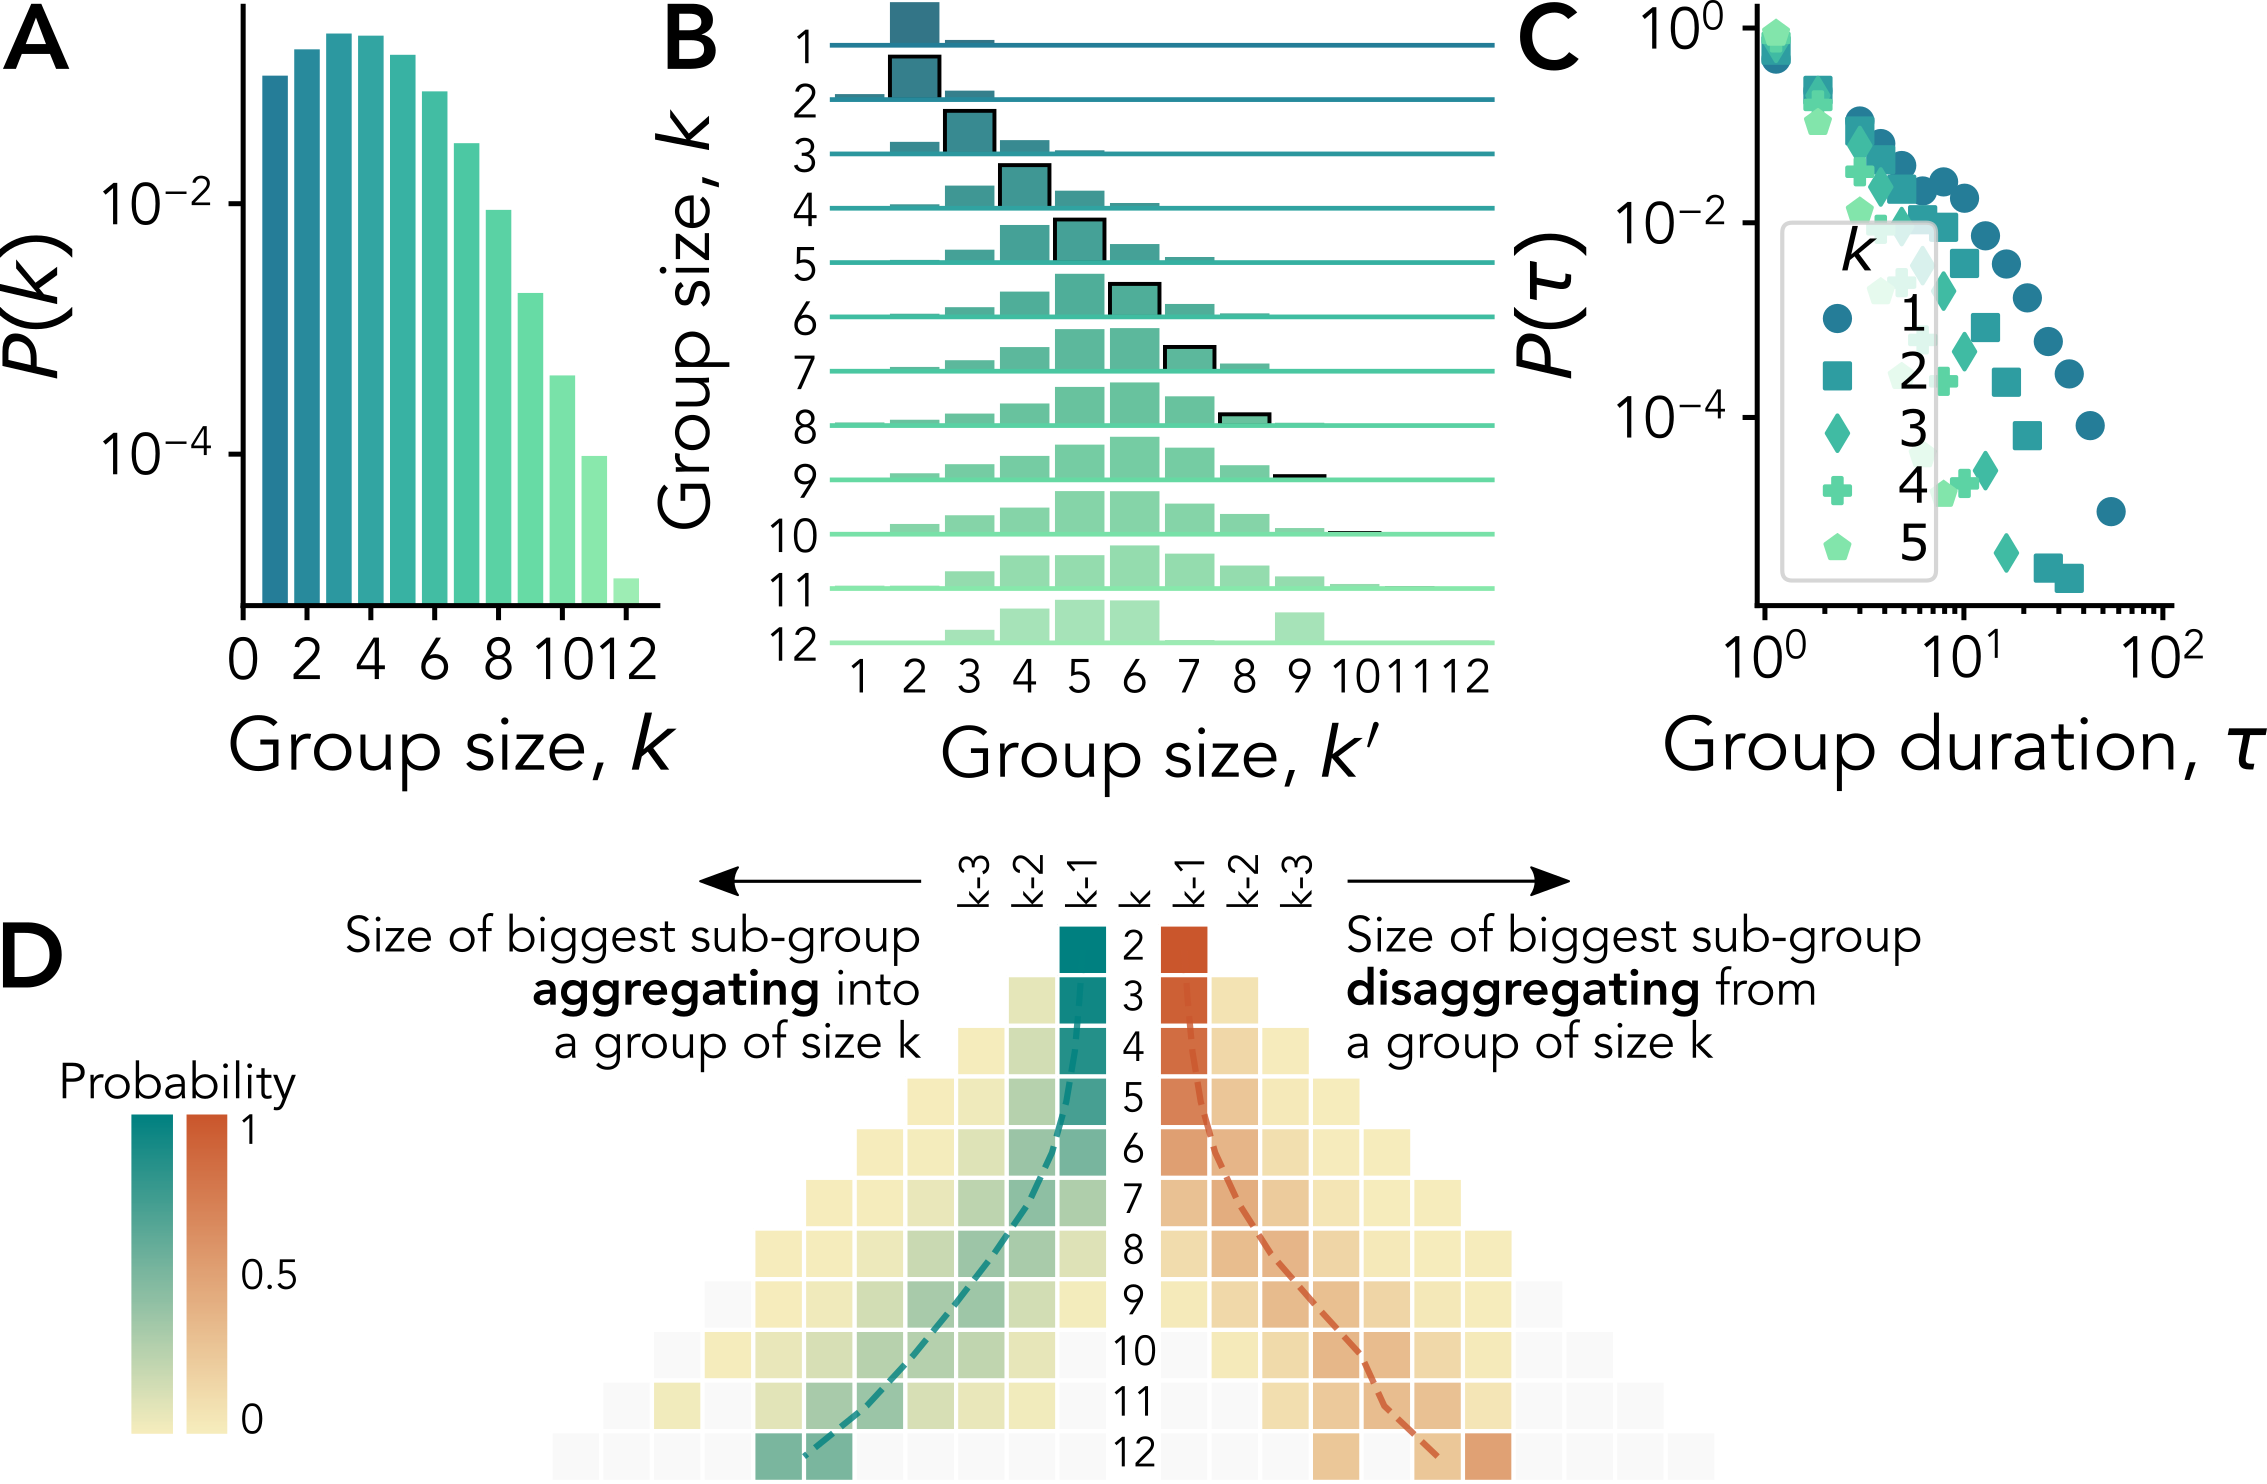 A
P(k)
10⁻²
10⁻⁴
0 2 4 6 8 10 12
Group size, k
B
Group size, k
1
2
3
4
5
6
7
8
9
10
11
12
1 2 3 4 5 6 7 8 9 10 11 12
Group size, k′
C
P(τ)
10⁰
10⁻²
10⁻⁴
k
1
2
3
4
5
10⁰ 10¹ 10²
Group duration, τ
D
k-3 k-2 k-1 k k-1 k-2 k-3
Size of biggest sub-group
aggregating into
a group of size k
Size of biggest sub-group
disaggregating from
a group of size k
2
3
4
5
6
7
8
9
10
11
12
Probability
1
0.5
0